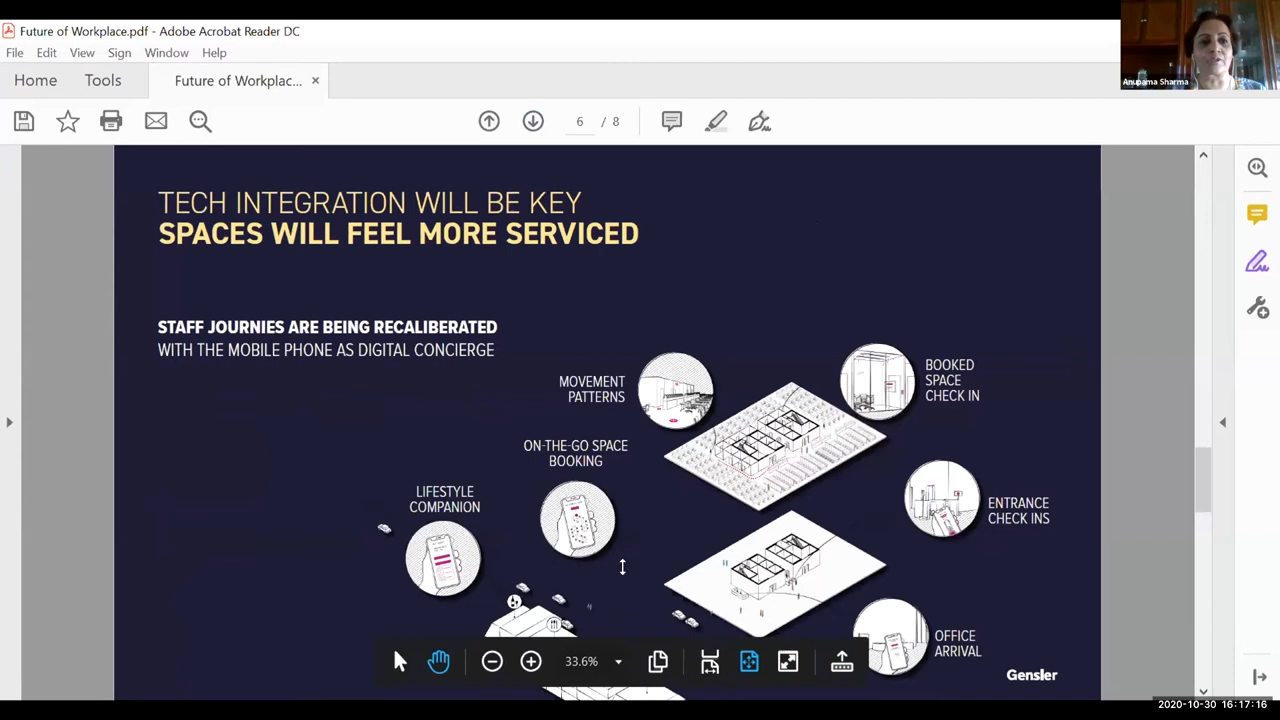 Future of Workplace.pdf - Adobe Acrobat Reader DC
File Edit View Sign Window Help
Home Tools Future of Workplac... ×
6 / 8
Anupama Sharma
TECH INTEGRATION WILL BE KEY
SPACES WILL FEEL MORE SERVICED
STAFF JOURNIES ARE BEING RECALIBERATED
WITH THE MOBILE PHONE AS DIGITAL CONCIERGE
MOVEMENT
PATTERNS
BOOKED
SPACE
CHECK IN
ON-THE-GO SPACE
BOOKING
LIFESTYLE
COMPANION
ENTRANCE
CHECK INS
OFFICE
ARRIVAL
Gensler
33.6%
2020-10-30 16:17:16